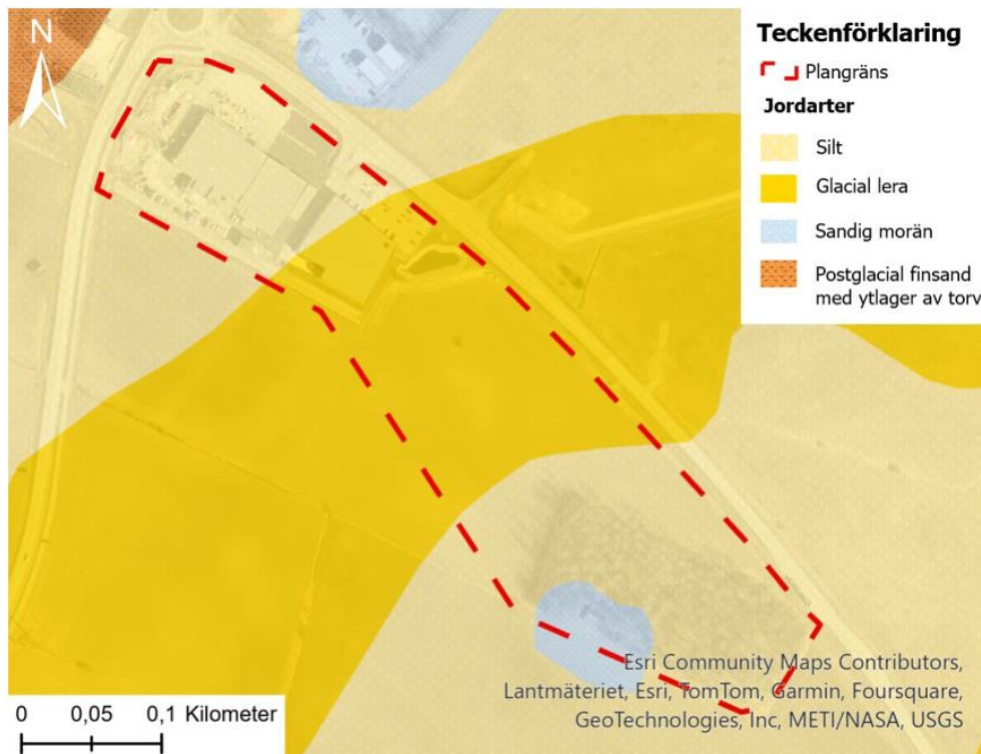 N
Teckenförklaring
Plangräns
Jordarter
Silt
Glacial lera
Sandig morän
Postglacial finsand
med ytlager av torv
Esri Community Maps Contributors,
Lantmäteriet, Esri, TomTom, Garmin, Foursquare,
GeoTechnologies, Inc, METI/NASA, USGS
0 0,05 0,1 Kilometer